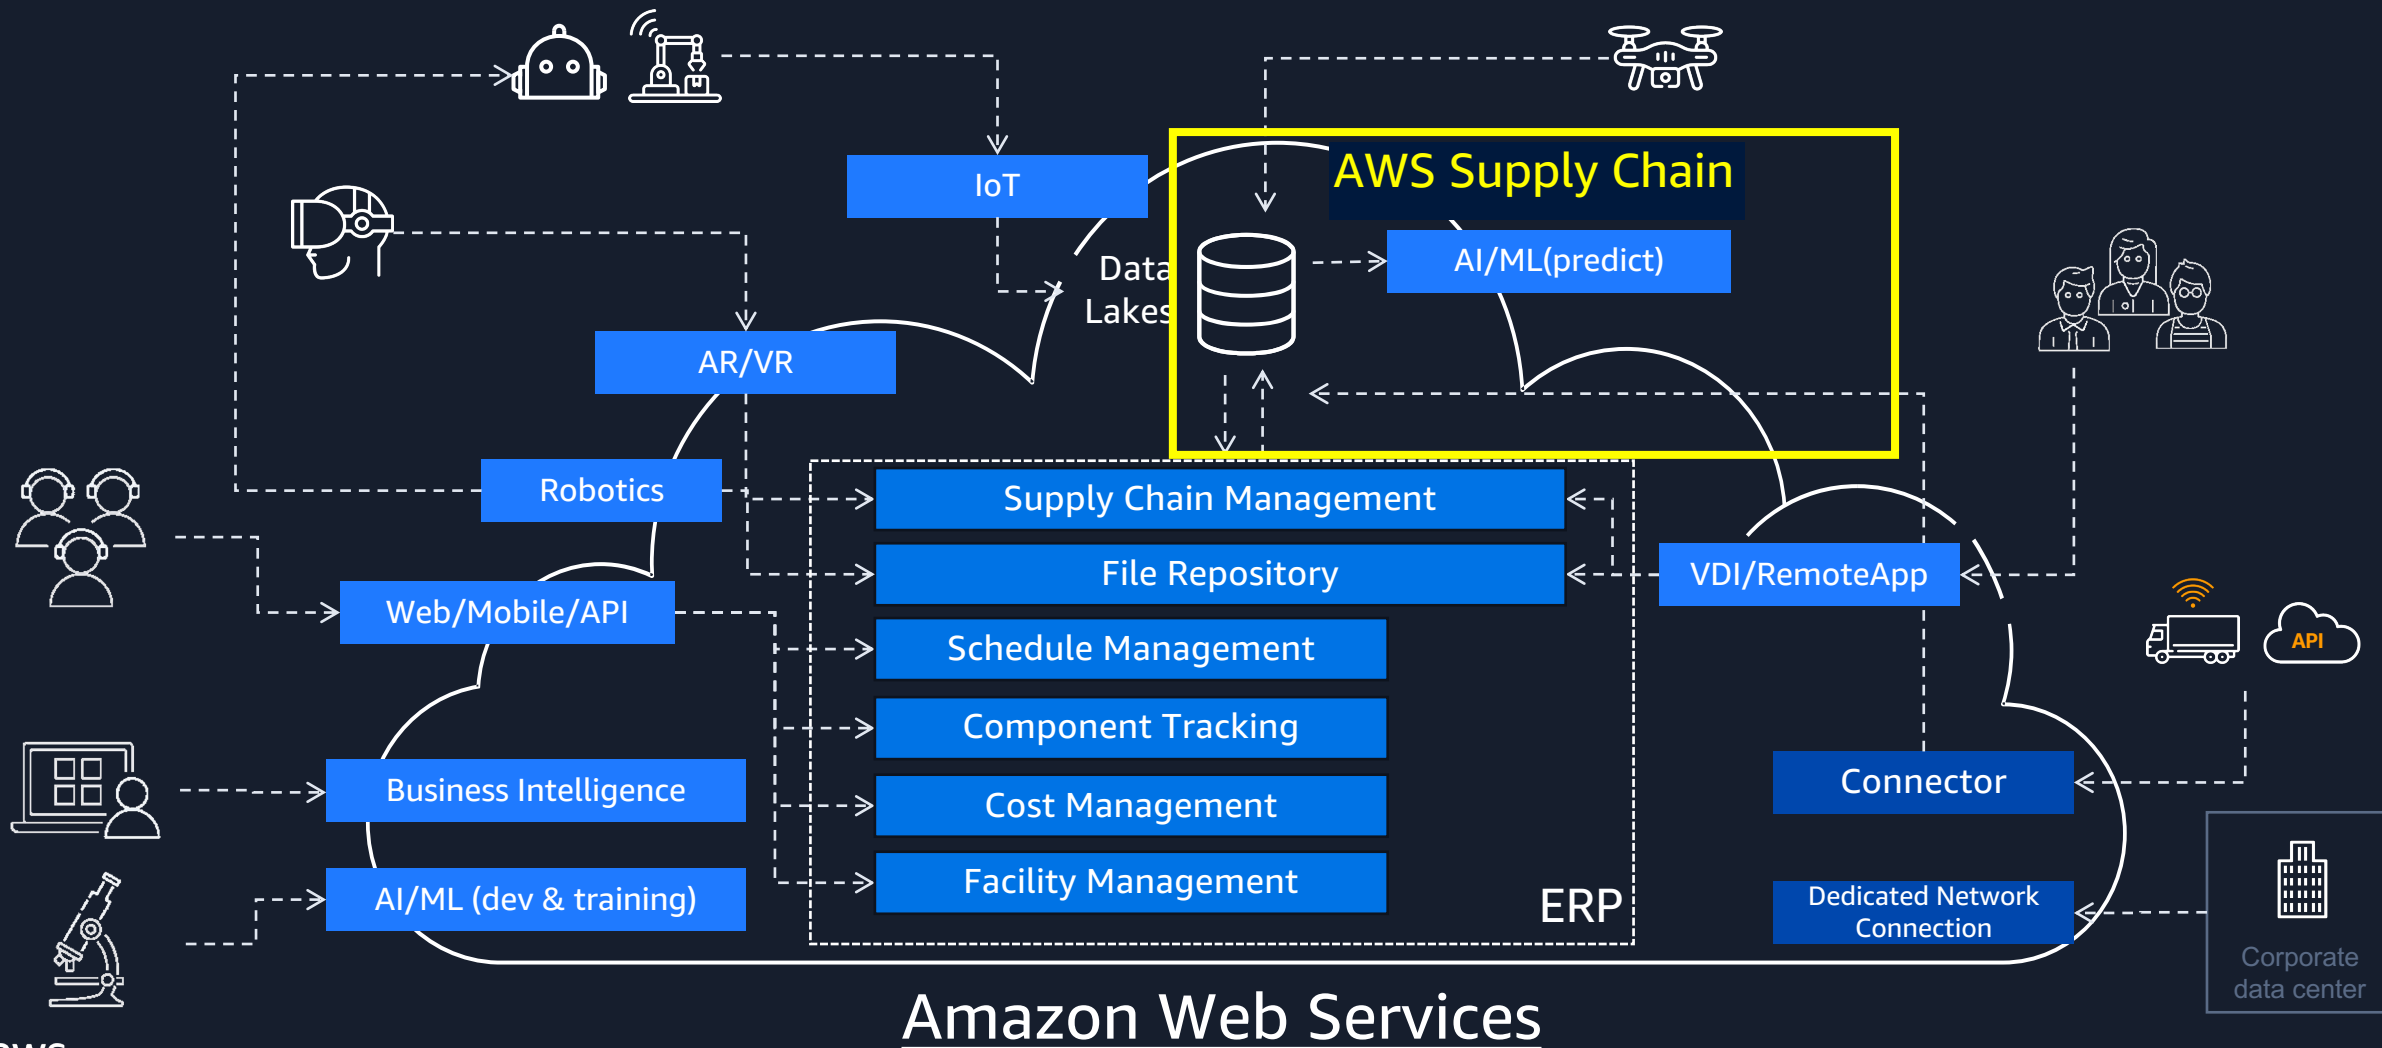 AWS Supply Chain
IoT
AI/ML(predict)
Data
Lakes
AR/VR
Robotics
Supply Chain Management
File Repository
VDI/RemoteApp
Web/Mobile/API
Schedule Management
API
Component Tracking
Business Intelligence
Connector
Cost Management
AI/ML (dev & training)
Facility Management
ERP
Dedicated Network
Connection
Corporate
data center
Amazon Web Services